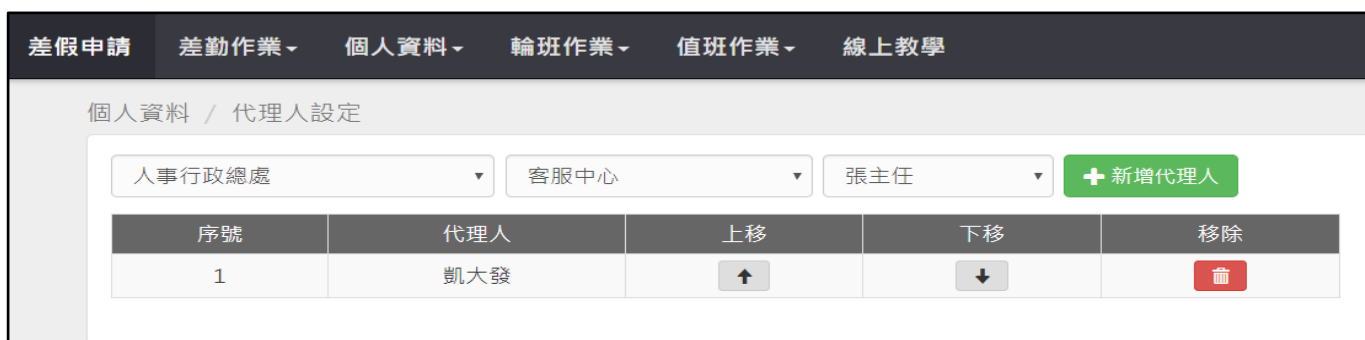 差假申請 差勤作業 個人資料 輪班作業 值班作業 線上教學
個人資料 / 代理人設定
人事行政總處 客服中心 張主任 新增代理人
序號 代理人 上移 下移 移除
1 凱大發